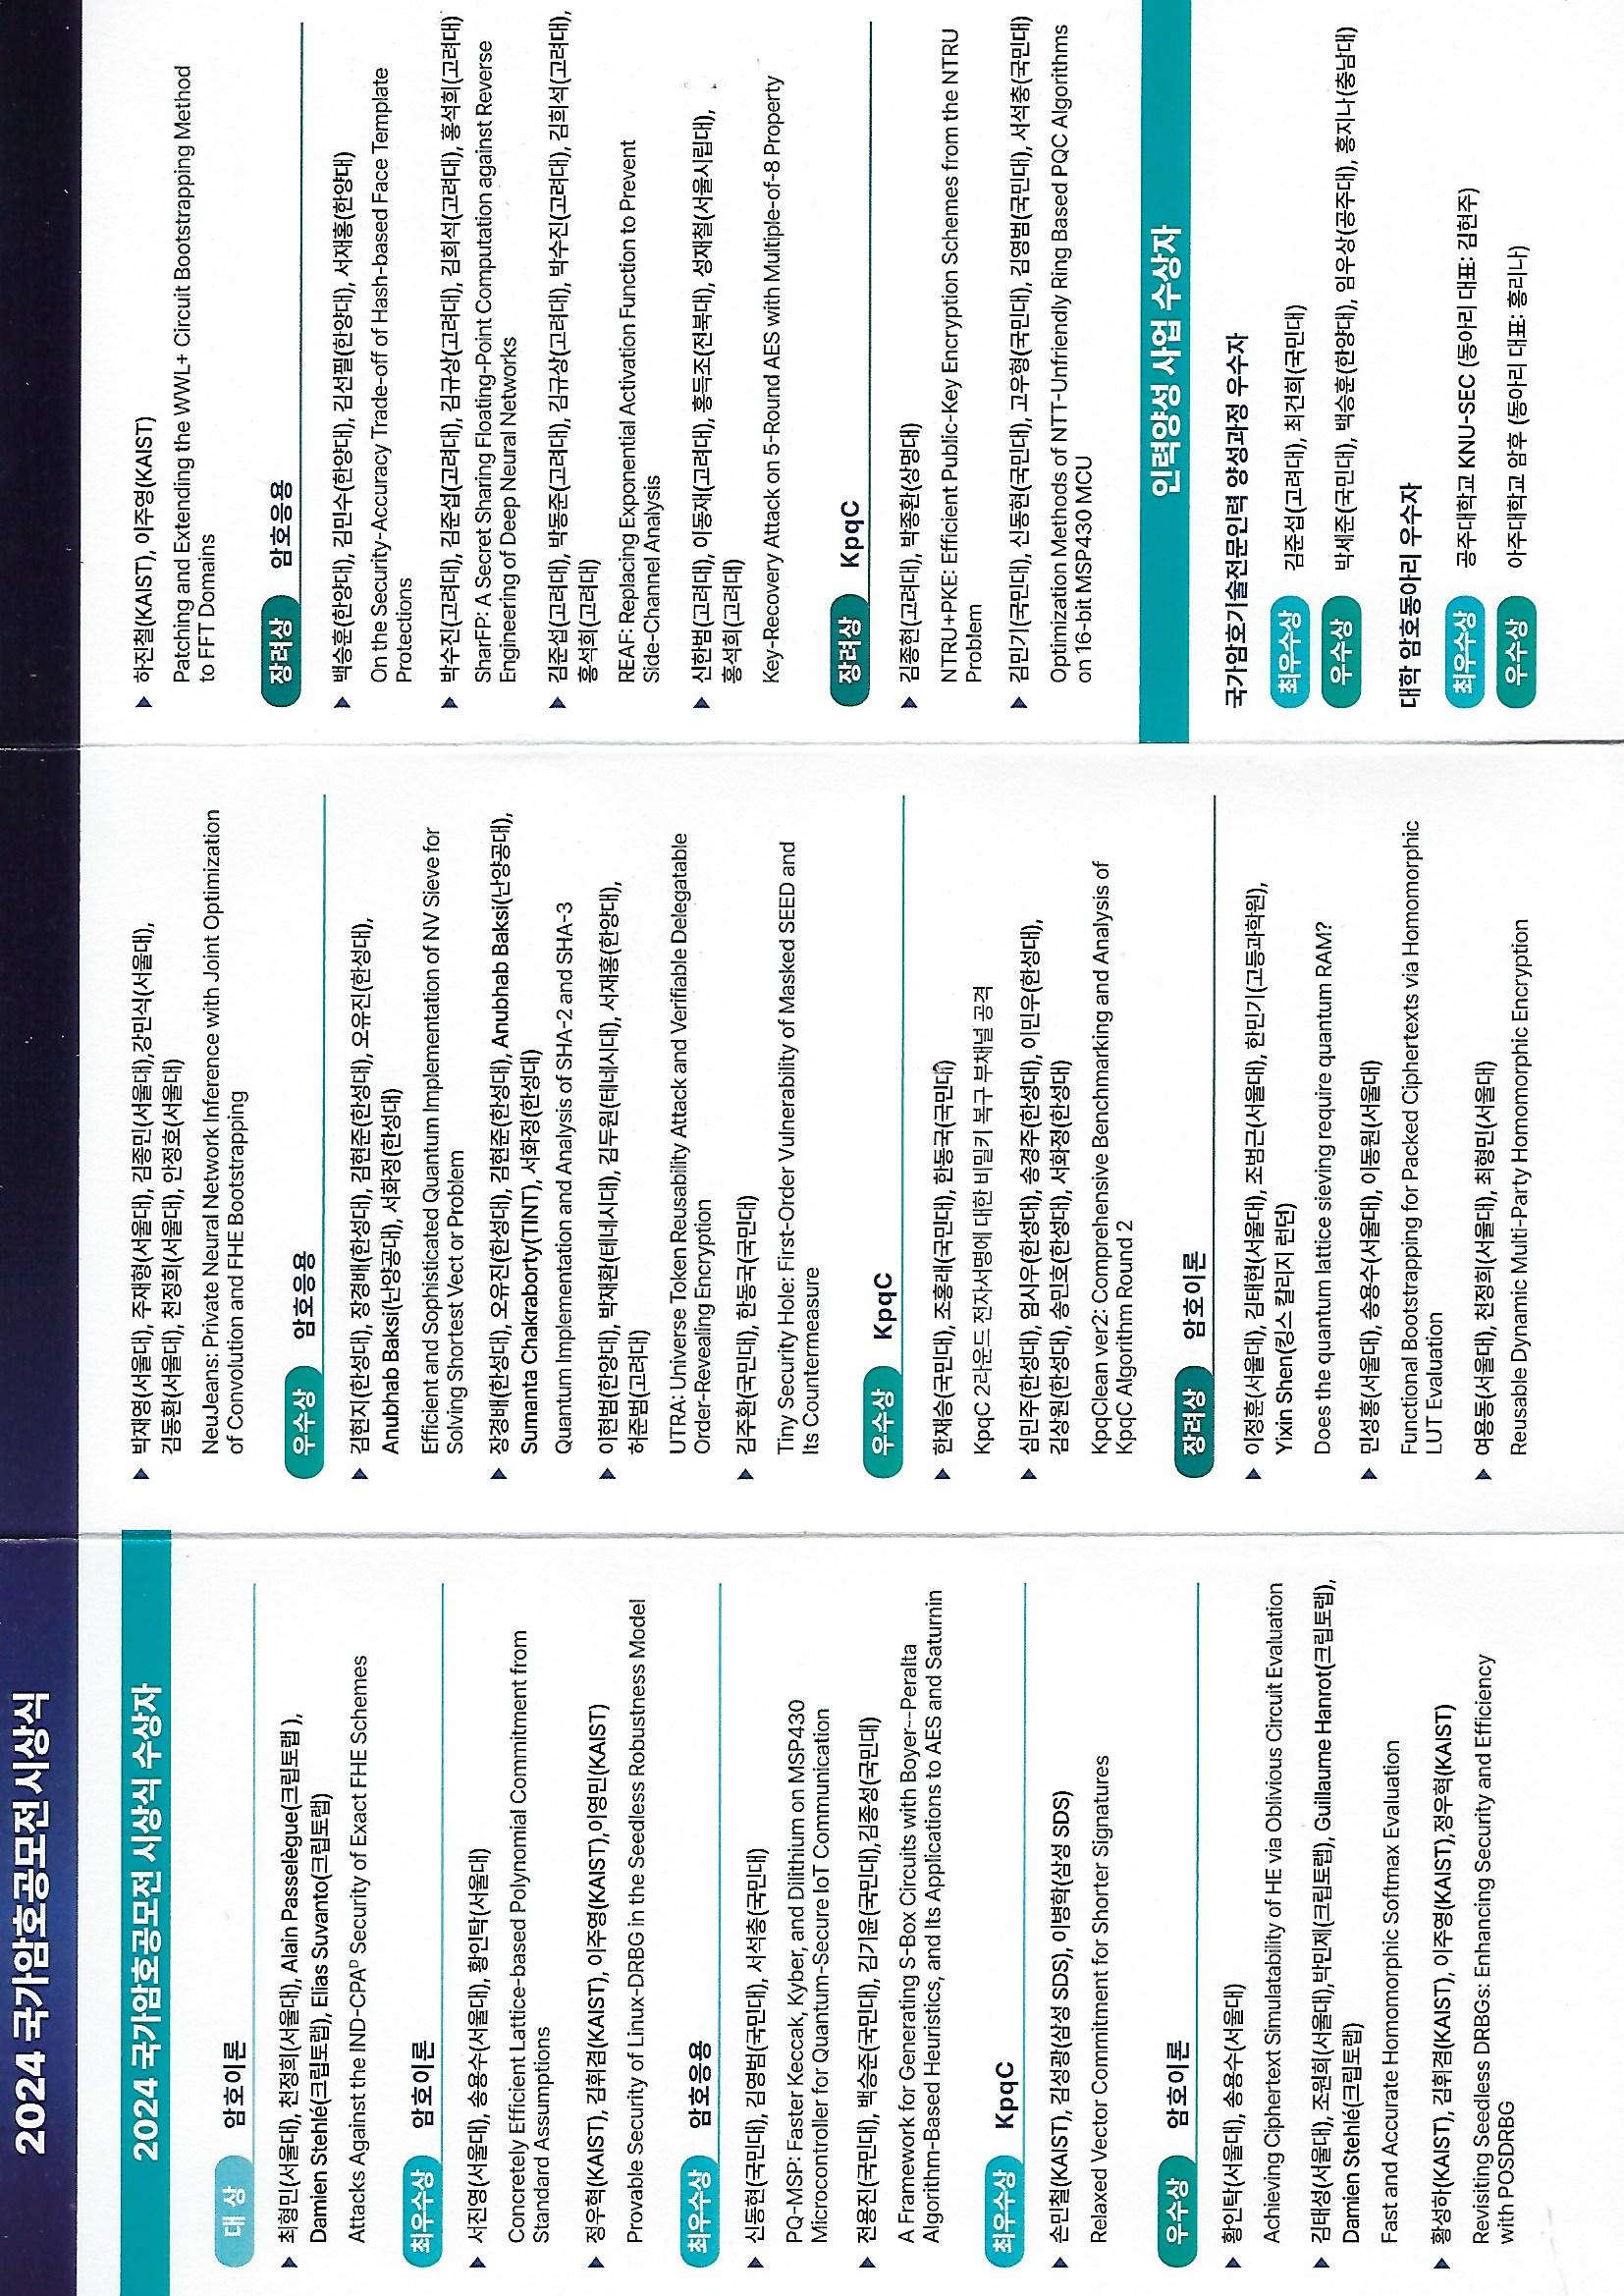 2024 국가암호공모전 시상식
2024 국가암호공모전 시상식 수상자
대 상 암호이론
최형민(서울대), 천정희(서울대), Alain Passelègue(크립토랩 ),
Damien Stehlé(크립토랩), Elias Suvanto(크립토랩)
Attacks Against the IND-CPAᴰ Security of Exact FHE Schemes
최우수상 암호이론
서진영(서울대), 송용수(서울대), 황인탁(서울대)
Concretely Efficient Lattice-based Polynomial Commitment from
Standard Assumptions
정우혁(KAIST), 김휘겸(KAIST), 이주영(KAIST),이영민(KAIST)
Provable Security of Linux-DRBG in the Seedless Robustness Model
최우수상 암호응용
신동현(국민대), 김영범(국민대), 서석충(국민대)
PQ-MSP: Faster Keccak, Kyber, and Dilithium on MSP430
Microcontroller for Quantum-Secure IoT Communication
전용진(국민대), 백승준(국민대), 김기윤(국민대),김종성(국민대)
A Framework for Generating S-Box Circuits with Boyer--Peralta
Algorithm-Based Heuristics, and Its Applications to AES and Saturnin
최우수상 KpqC
손민철(KAIST), 김성광(삼성 SDS), 이병학(삼성 SDS)
Relaxed Vector Commitment for Shorter Signatures
우수상 암호이론
황인탁(서울대), 송용수(서울대)
Achieving Ciphertext Simulatability of HE via Oblivious Circuit Evaluation
김태성(서울대), 조원희(서울대),박민제(크립토랩), Guillaume Hanrot(크립토랩),
Damien Stehlé(크립토랩)
Fast and Accurate Homomorphic Softmax Evaluation
황성하(KAIST), 김휘겸(KAIST), 이주영(KAIST),정우혁(KAIST)
Revisiting Seedless DRBGs: Enhancing Security and Efficiency
with POSDRBG
박재영(서울대), 주재형(서울대), 김종민(서울대),강민식(서울대),
김동환(서울대), 천정희(서울대), 안정호(서울대)
NeuJeans: Private Neural Network Inference with Joint Optimization
of Convolution and FHE Bootstrapping
우수상 암호응용
김현지(한성대), 장경배(한성대), 김현준(한성대), 오유진(한성대),
Anubhab Baksi(난양공대), 서화정(한성대)
Efficient and Sophisticated Quantum Implementation of NV Sieve for
Solving Shortest Vect or Problem
장경배(한성대), 오유진(한성대), 김현준(한성대), Anubhab Baksi(난양공대),
Sumanta Chakraborty(TINT), 서화정(한성대)
Quantum Implementation and Analysis of SHA-2 and SHA-3
이현범(한양대), 박재환(테네시대), 김두원(테네시대), 서재홍(한양대),
허준범(고려대)
UTRA: Universe Token Reusability Attack and Verifiable Delegatable
Order-Revealing Encryption
김주환(국민대), 한동국(국민대)
Tiny Security Hole: First-Order Vulnerability of Masked SEED and
Its Countermeasure
우수상 KpqC
한재승(국민대), 조홍래(국민대), 한동국(국민대)
KpqC 2라운드 전자서명에 대한 비밀키 복구 부채널 공격
심민주(한성대), 엄시우(한성대), 송경주(한성대), 이민우(한성대),
김상원(한성대), 송민호(한성대), 서화정(한성대)
KpqClean ver2: Comprehensive Benchmarking and Analysis of
KpqC Algorithm Round 2
장려상 암호이론
이정훈(서울대), 김태현(서울대), 조범근(서울대), 한민기(고등과학원),
Yixin Shen(킹스 칼리지 런던)
Does the quantum lattice sieving require quantum RAM?
민성홍(서울대), 송용수(서울대), 이동원(서울대)
Functional Bootstrapping for Packed Ciphertexts via Homomorphic
LUT Evaluation
여용동(서울대), 천정희(서울대), 최형민(서울대)
Reusable Dynamic Multi-Party Homomorphic Encryption
하진철(KAIST), 이주영(KAIST)
Patching and Extending the WWL+ Circuit Bootstrapping Method
to FFT Domains
장려상 암호응용
백승훈(한양대), 김민수(한양대), 김선필(한양대), 서재홍(한양대)
On the Security-Accuracy Trade-off of Hash-based Face Template
Protections
박수진(고려대), 김준섭(고려대), 김규상(고려대), 김희석(고려대), 홍석희(고려대)
SharFP: A Secret Sharing Floating-Point Computation against Reverse
Engineering of Deep Neural Networks
김준섭(고려대), 박동준(고려대), 김규상(고려대), 박수진(고려대), 김희석(고려대),
홍석희(고려대)
REAF: Replacing Exponential Activation Function to Prevent
Side-Channel Analysis
신한범(고려대), 이동재(고려대), 홍득조(전북대), 성재철(서울시립대),
홍석희(고려대)
Key-Recovery Attack on 5-Round AES with Multiple-of-8 Property
장려상 KpqC
김종현(고려대), 박종환(상명대)
NTRU+PKE: Efficient Public-Key Encryption Schemes from the NTRU
Problem
김민기(국민대), 신동현(국민대), 고우형(국민대), 김영범(국민대), 서석충(국민대)
Optimization Methods of NTT-Unfriendly Ring Based PQC Algorithms
on 16-bit MSP430 MCU
인력양성 사업 수상자
국가암호기술전문인력 양성과정 우수자
최우수상 김준섭(고려대), 최건희(국민대)
우수상 박세준(국민대), 백승훈(한양대), 임우상(공주대), 홍지나(충남대)
대학 암호동아리 우수자
최우수상 공주대학교 KNU-SEC (동아리 대표: 김현주)
우수상 아주대학교 암후 (동아리 대표: 홍리나)